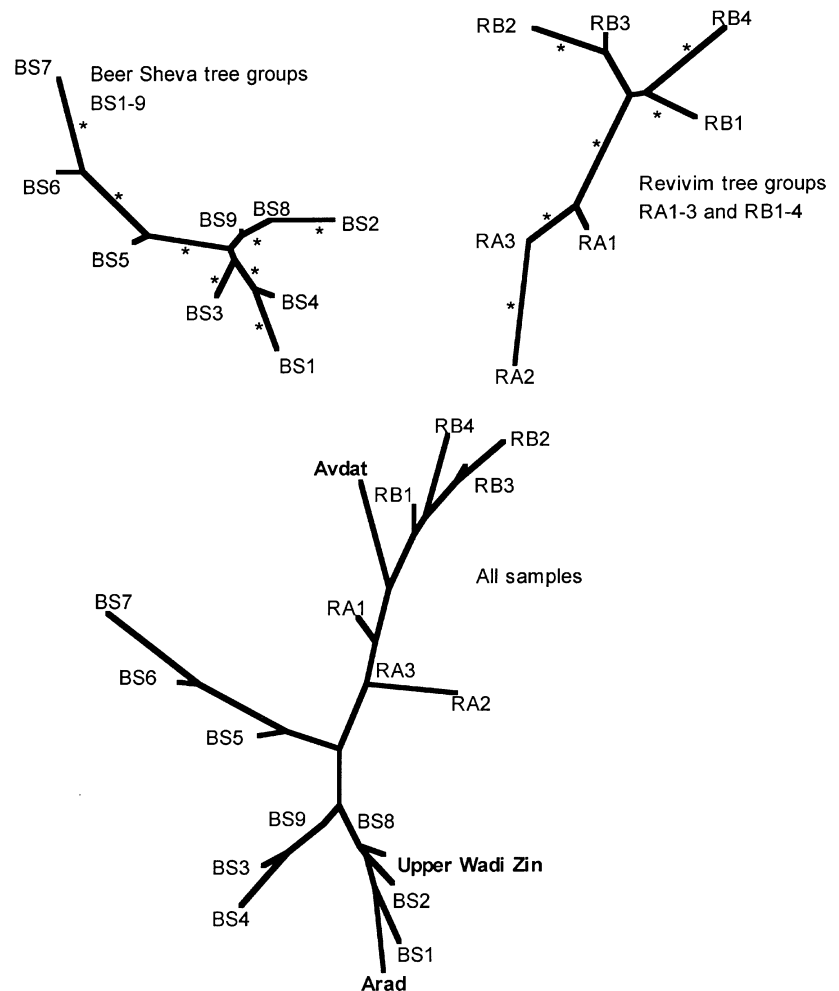 RB2
RB3
RB4
BS7
Beer Sheva tree groups
BS1-9
*
*
*
*
RB1
*
BS6
*
Revivim tree groups
RA1-3 and RB1-4
BS9
BS8
BS2
*
*
*
*
RA3
RA1
BS5
*
*
BS3
BS4
*
*
BS1
RA2
RB4
RB2
Avdat
RB1
RB3
All samples
BS7
RA1
BS6
RA3
RA2
BS5
BS9
BS8
BS3
Upper Wadi Zin
BS2
BS4
BS1
Arad